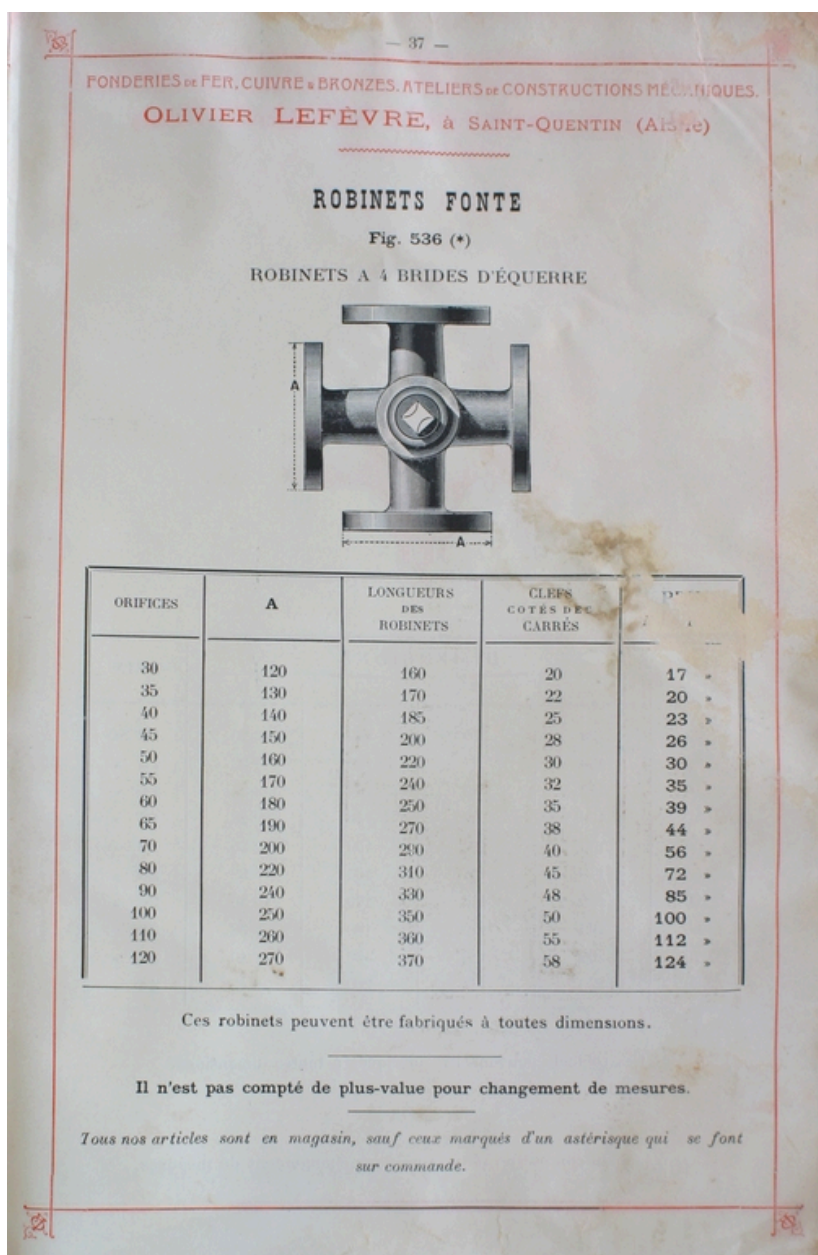 — 37 —
FONDERIES DE FER, CUIVRE & BRONZES. ATELIERS DE CONSTRUCTIONS MÉCANIQUES.
OLIVIER LEFÈVRE, à SAINT-QUENTIN (Aisne)
ROBINETS FONTE
Fig. 536 (*)
ROBINETS A 4 BRIDES D'ÉQUERRE
A
A
ORIFICES A LONGUEURS DES ROBINETS CLEFS COTÉS DES CARRÉS
30 120 160 20 17 »
35 130 170 22 20 »
40 140 185 25 23 »
45 150 200 28 26 »
50 160 220 30 30 »
55 170 240 32 35 »
60 180 250 35 39 »
65 190 270 38 44 »
70 200 290 40 56 »
80 220 310 45 72 »
90 240 330 48 85 »
100 250 350 50 100 »
110 260 360 55 112 »
120 270 370 58 124 »
Ces robinets peuvent être fabriqués à toutes dimensions.
Il n'est pas compté de plus-value pour changement de mesures.
Tous nos articles sont en magasin, sauf ceux marqués d'un astérisque qui se font
sur commande.